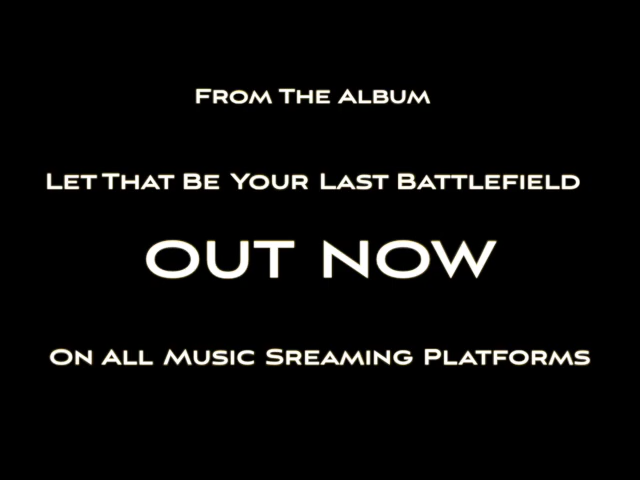 From The Album
Let That Be Your Last Battlefield
OUT NOW
On All Music Sreaming Platforms